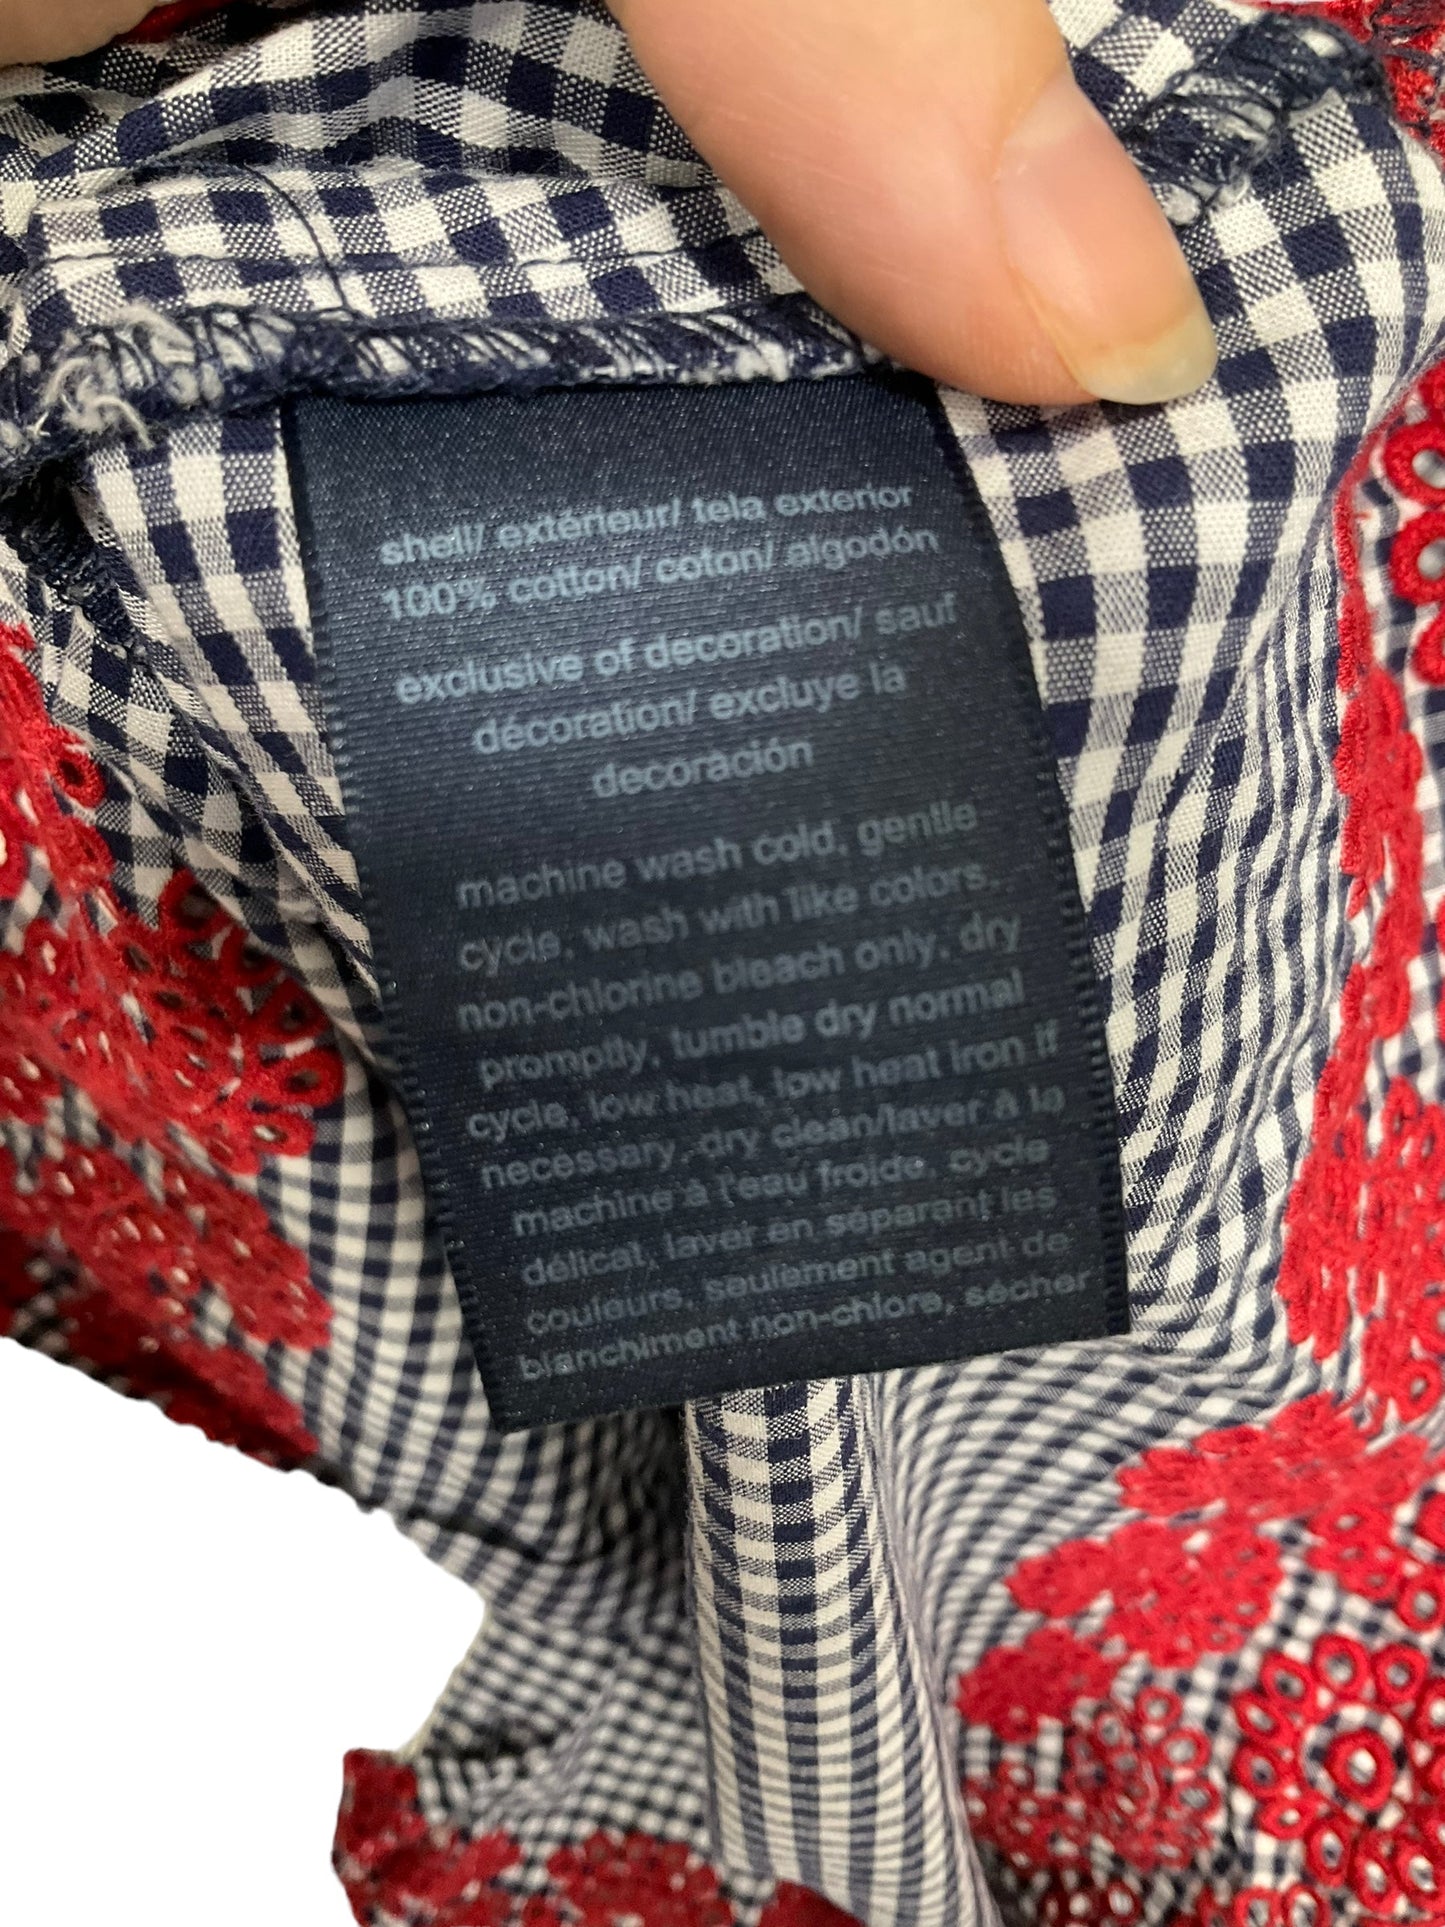 shell/ extérieur/ tela exterior
100% cotton/ coton/ algodón
exclusive of decoration/ sauf
décoration/ excluye la
decoràción
machine wash cold, gentle
cycle, wash with like colors,
non-chlorine bleach only, dry
promptly, tumble dry normal
cycle, low heat, low heat iron if
necessary, dry clean/laver à la
machine à l'eau froide, cycle
délicat, laver en séparant les
couleurs, seulement agent de
blanchiment non-chlore, sécher